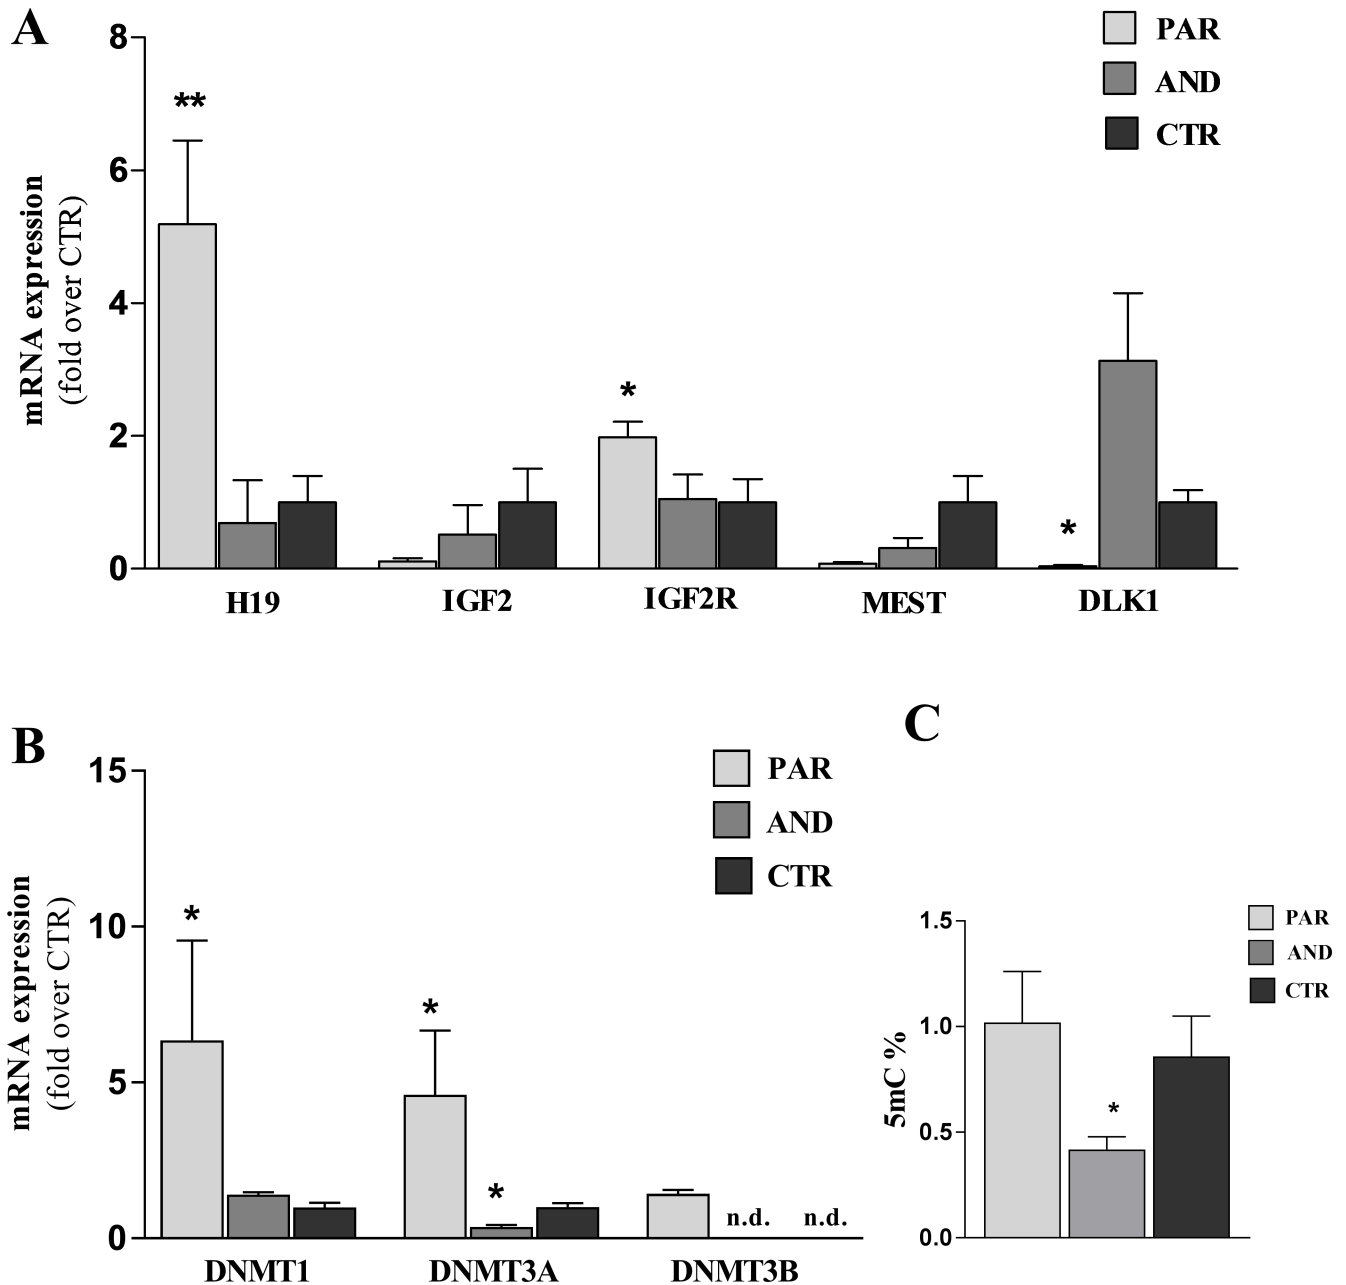 A
8
6
4
2
0
mRNA expression
(fold over CTR)
PAR
AND
CTR
**
*
*
H19 IGF2 IGF2R MEST DLK1
B
15
10
5
0
mRNA expression
(fold over CTR)
PAR
AND
CTR
*
*
*
n.d. n.d.
DNMT1 DNMT3A DNMT3B
C
1.5
1.0
0.5
0.0
5mC %
PAR
AND
CTR
*